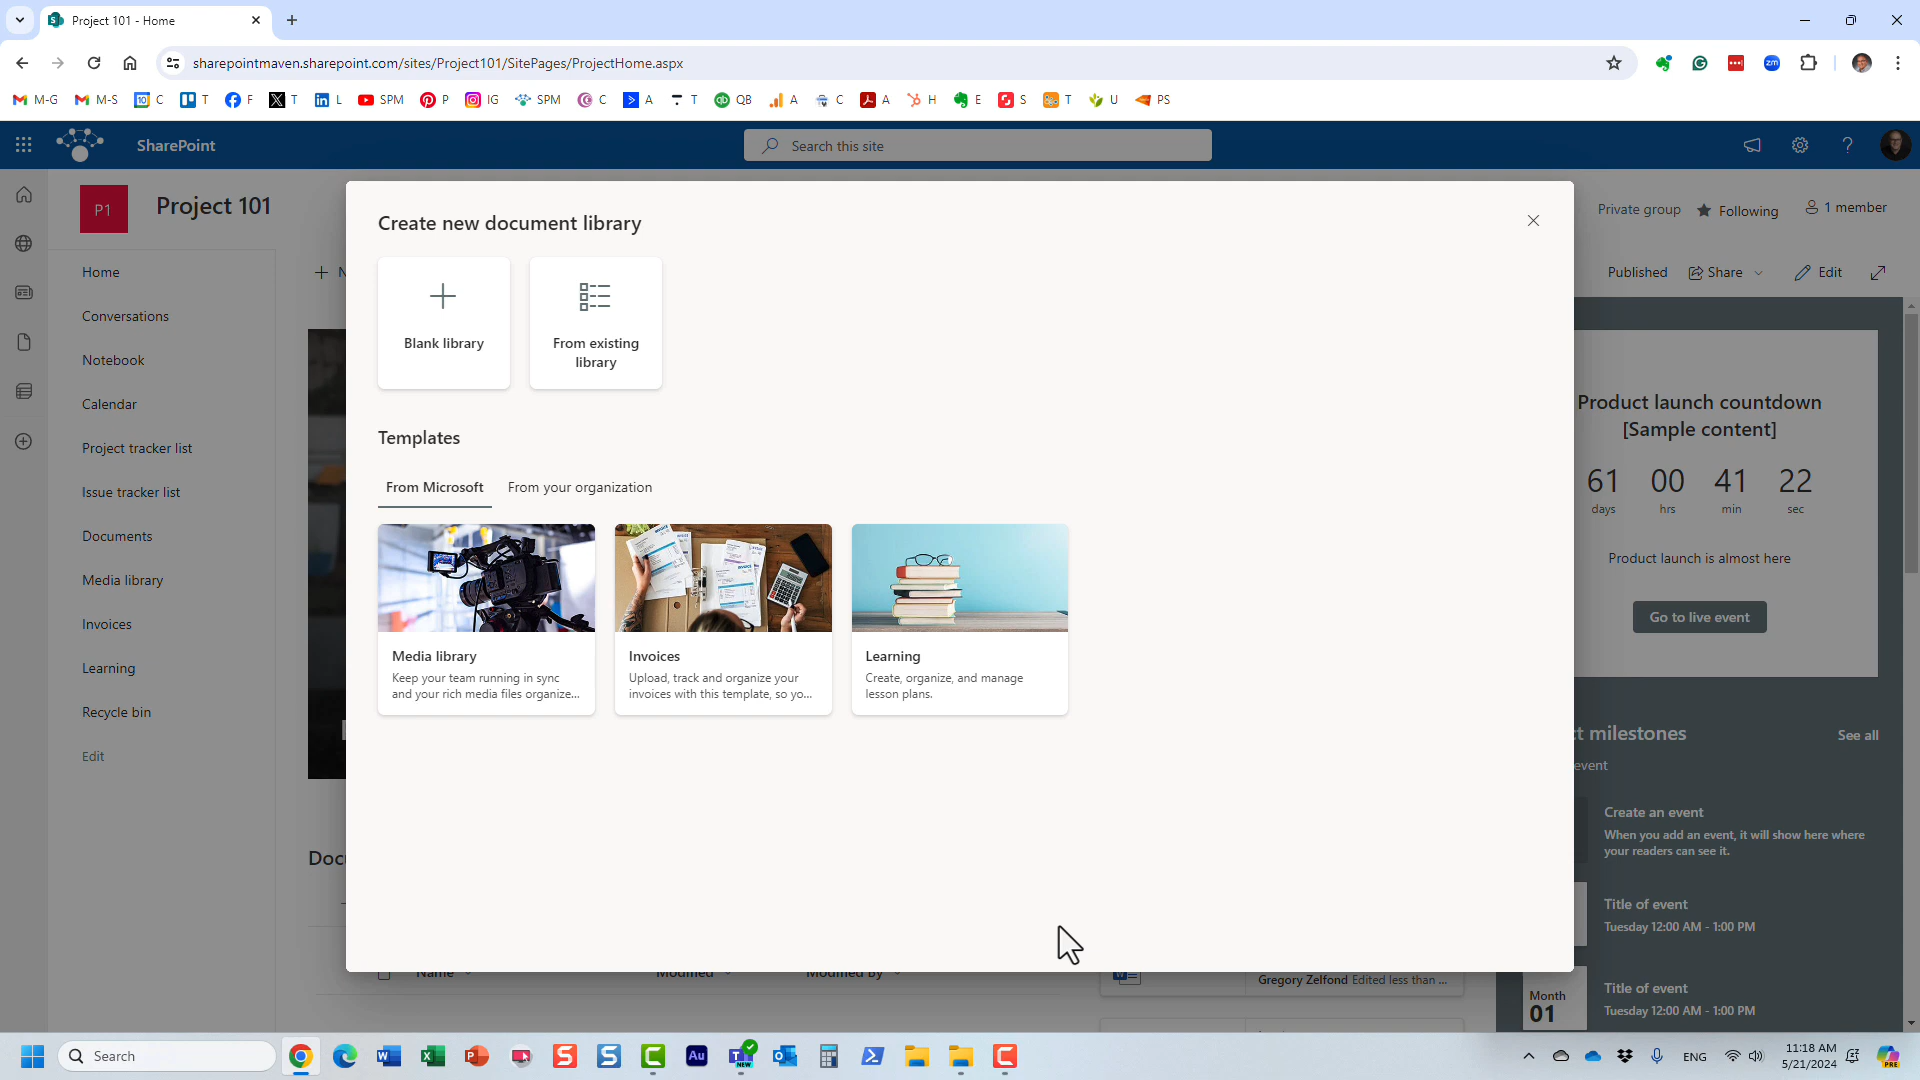 Project 101 - Home
sharepointmaven.sharepoint.com/sites/Project101/SitePages/ProjectHome.aspx
M-G
M-S
C
T
F
T
L
SPM
P
IG
SPM
C
A
T
QB
A
C
A
H
E
S
T
U
PS
SharePoint
Search this site
P1
Project 101
Private group
Following
1 member
Home
Conversations
Notebook
Calendar
Project tracker list
Issue tracker list
Documents
Media library
Invoices
Learning
Recycle bin
Edit
Published
Share
Edit
Create new document library
Blank library
From existing
library
Templates
From Microsoft
From your organization
Media library
Keep your team running in sync
and your rich media files organize...
Invoices
Upload, track and organize your
invoices with this template, so yo...
Learning
Create, organize, and manage
lesson plans.
Product launch countdown
[Sample content]
61 00 41 22
days hrs min sec
Product launch is almost here
Go to live event
milestones
See all
event
Create an event
When you add an event, it will show here where
your readers can see it.
Title of event
Tuesday 12:00 AM - 1:00 PM
Title of event
Tuesday 12:00 AM - 1:00 PM
Month
01
Name
Modified
Modified By
Gregory Zelfond Edited less than ...
Search
Au
NEW
ENG
11:18 AM
5/21/2024
PRE